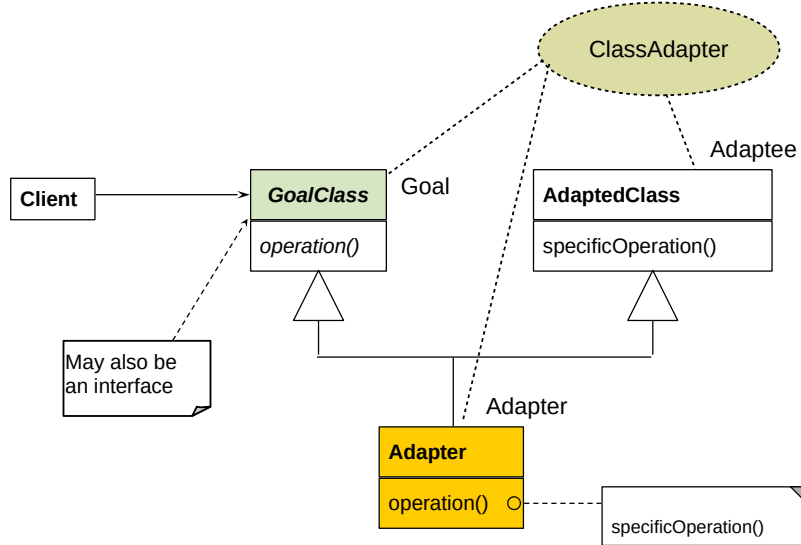 ClassAdapter
Adaptee
Client
GoalClass
Goal
AdaptedClass
operation()
specificOperation()
May also be
an interface
Adapter
Adapter
operation()
specificOperation()